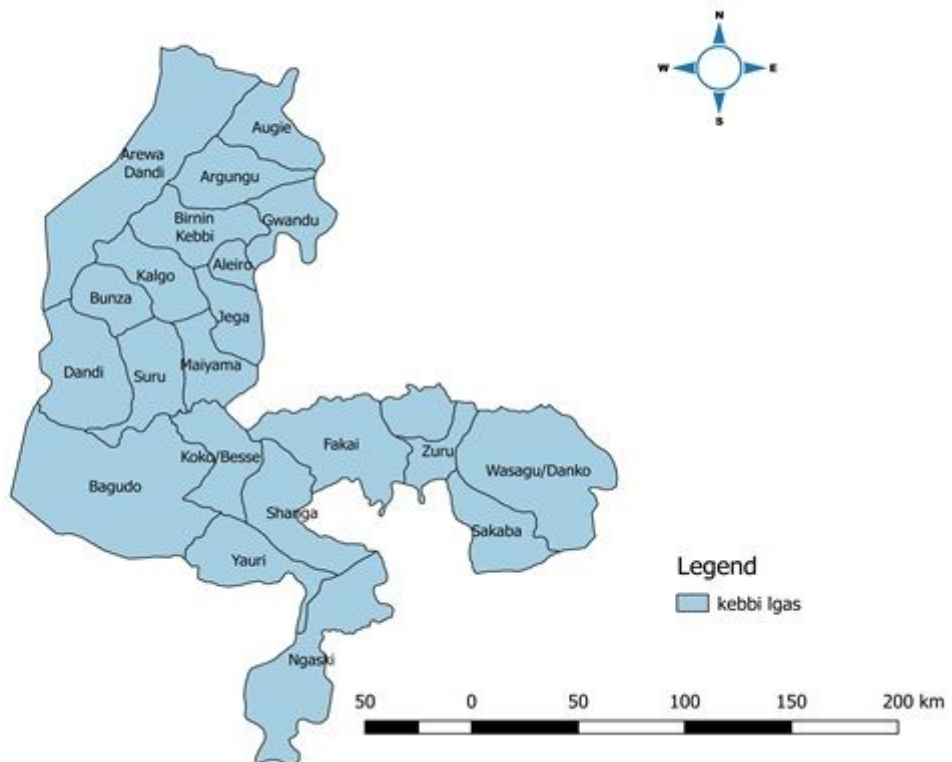 N
W E
S
Augie
Arewa
Dandi
Argungu
Birnin
Kebbi
Gwandu
Aleiro
Kalgo
Bunza
Jega
Maiyama
Dandi
Suru
Fakai
Zuru
Koko/Besse
Wasagu/Danko
Bagudo
Shanga
Sakaba
Yauri
Ngaski
Legend
kebbi lgas
50 0 50 100 150 200 km